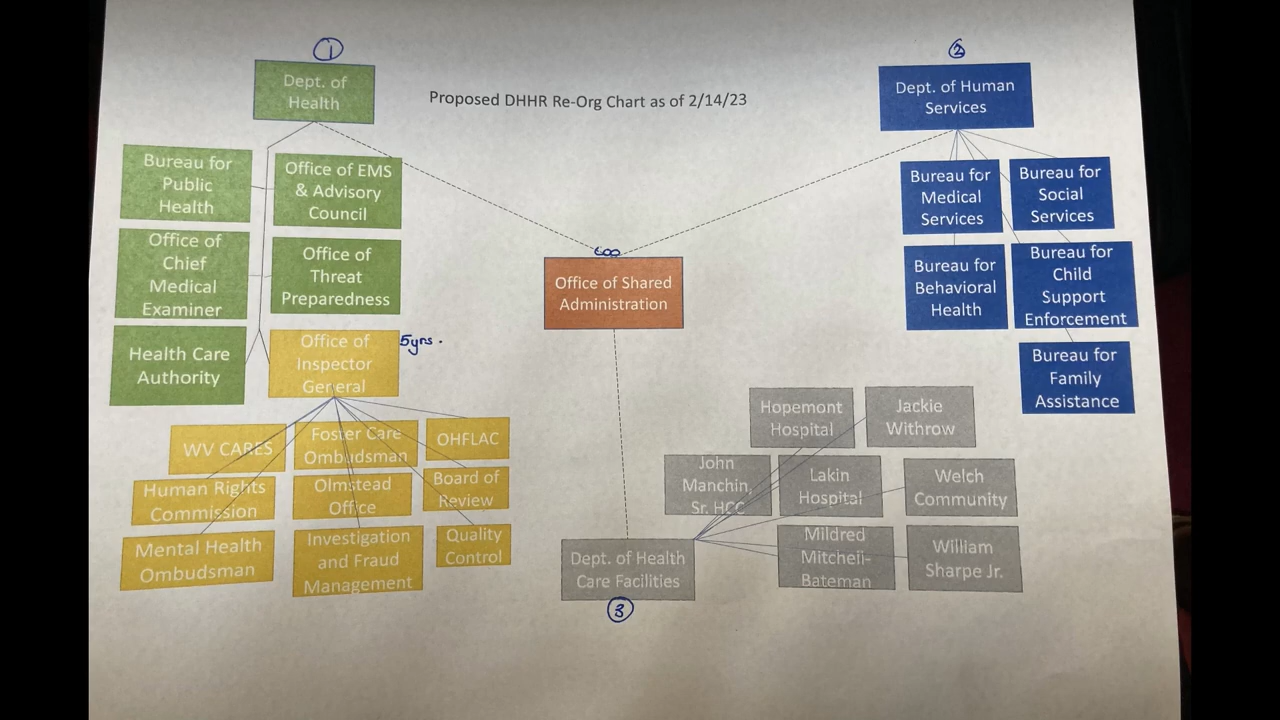 1
2
Dept. of
Health
Proposed DHHR Re-Org Chart as of 2/14/23
Dept. of Human
Services
Bureau for
Public
Health
Office of EMS
& Advisory
Council
Bureau for
Medical
Services
Bureau for
Social
Services
Office of
Chief
Medical
Examiner
Office of
Threat
Preparedness
Office of Shared
Administration
Bureau for
Behavioral
Health
Bureau for
Child
Support
Enforcement
Health Care
Authority
Office of
Inspector
General
5yrs.
Bureau for
Family
Assistance
WV CARES
Foster Care
Ombudsman
OHFLAC
Human Rights
Commission
Olmstead
Office
Board of
Review
Mental Health
Ombudsman
Investigation
and Fraud
Management
Quality
Control
Hopemont
Hospital
Jackie
Withrow
John
Manchin,
Sr. HCC
Lakin
Hospital
Welch
Community
Dept. of Health
Care Facilities
Mildred
Mitchell-
Bateman
William
Sharpe Jr.
3